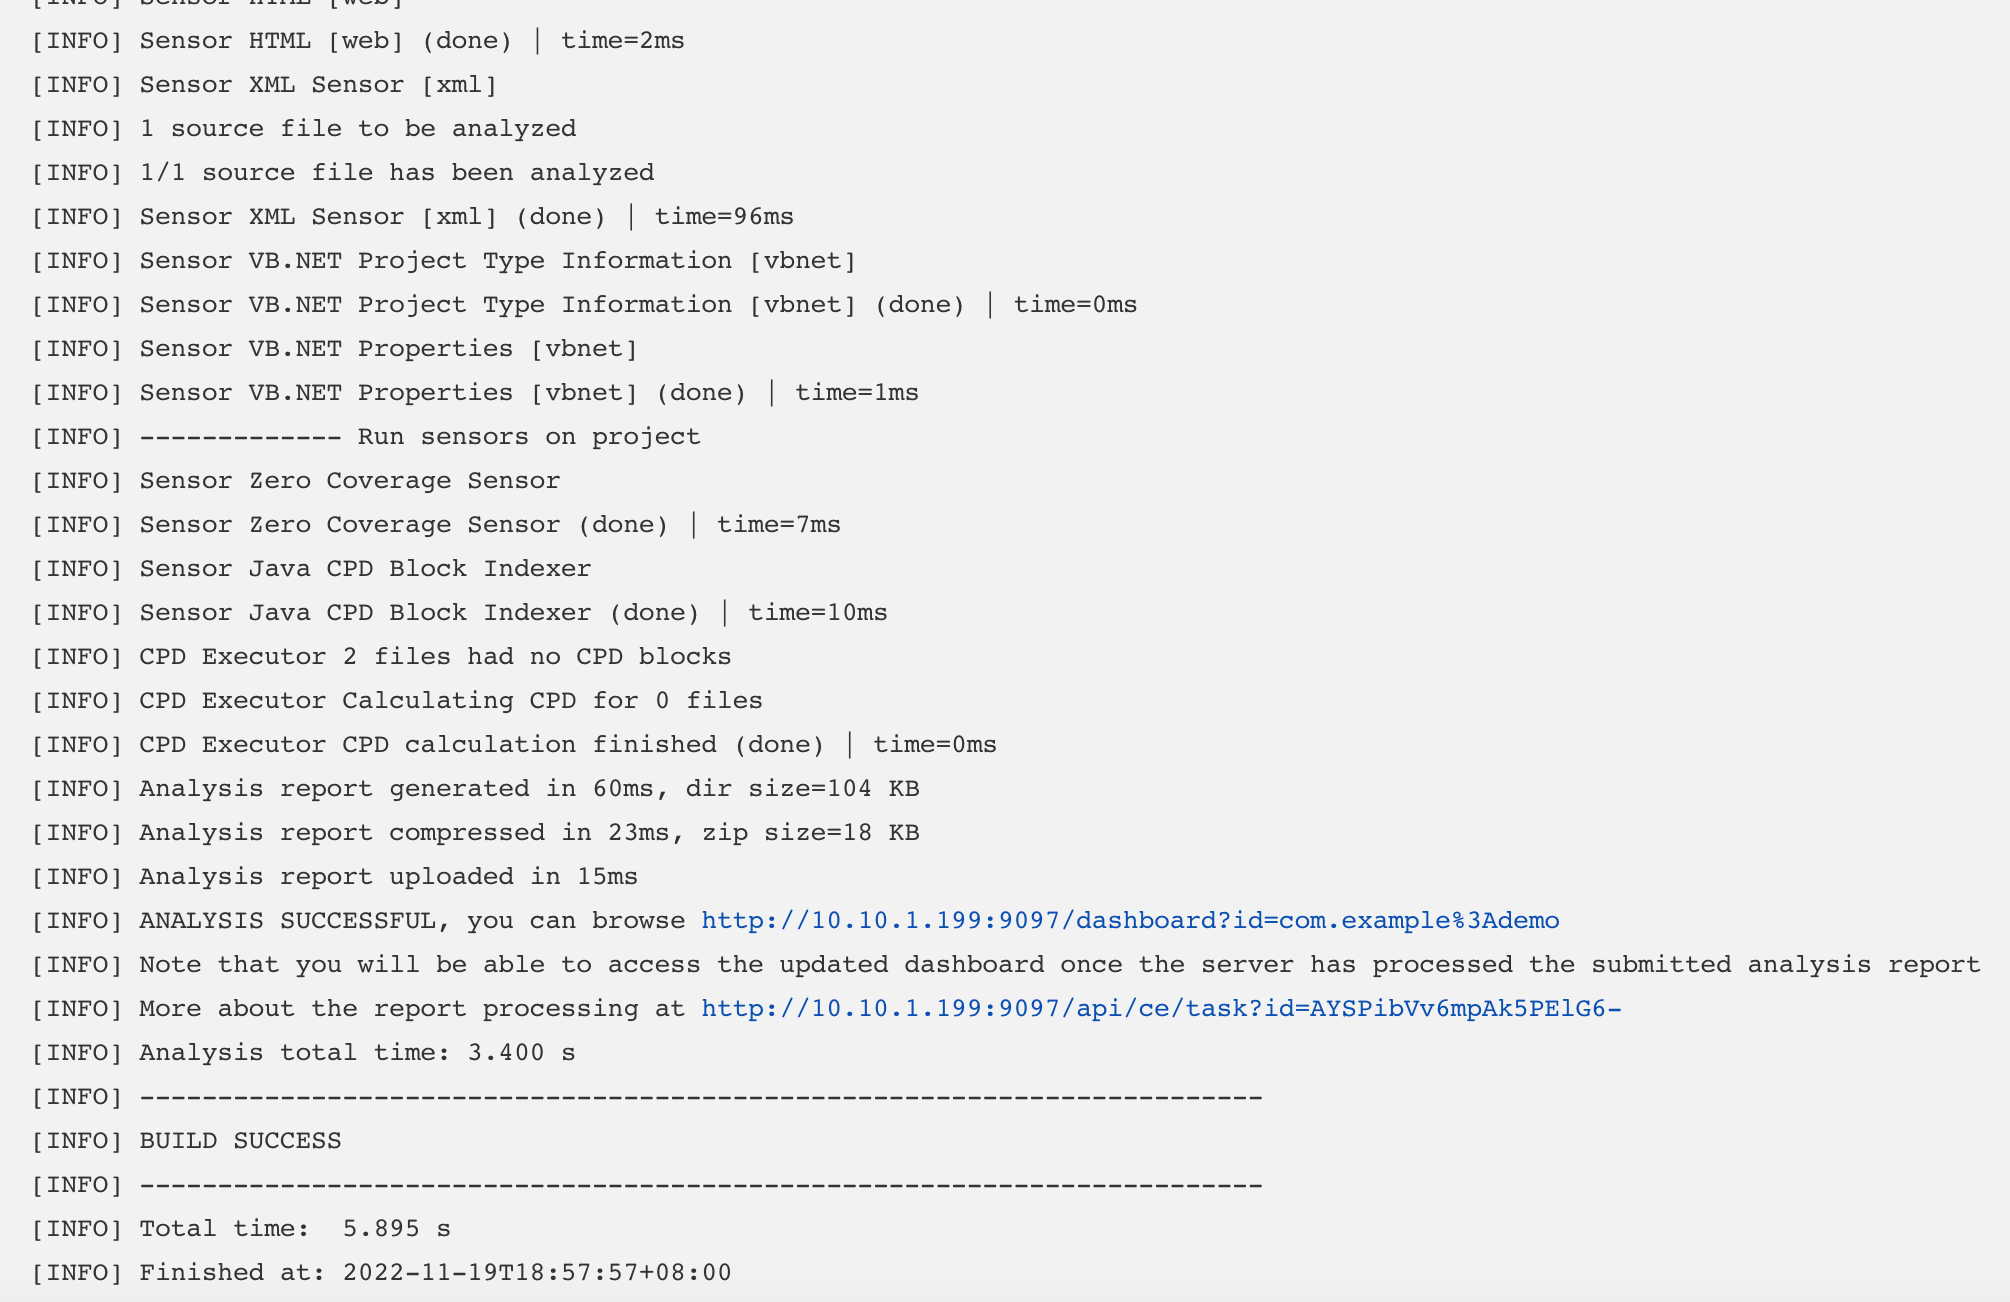 [INFO] Sensor HTML [web]
[INFO] Sensor HTML [web] (done) | time=2ms
[INFO] Sensor XML Sensor [xml]
[INFO] 1 source file to be analyzed
[INFO] 1/1 source file has been analyzed
[INFO] Sensor XML Sensor [xml] (done) | time=96ms
[INFO] Sensor VB.NET Project Type Information [vbnet]
[INFO] Sensor VB.NET Project Type Information [vbnet] (done) | time=0ms
[INFO] Sensor VB.NET Properties [vbnet]
[INFO] Sensor VB.NET Properties [vbnet] (done) | time=1ms
[INFO] ------------- Run sensors on project
[INFO] Sensor Zero Coverage Sensor
[INFO] Sensor Zero Coverage Sensor (done) | time=7ms
[INFO] Sensor Java CPD Block Indexer
[INFO] Sensor Java CPD Block Indexer (done) | time=10ms
[INFO] CPD Executor 2 files had no CPD blocks
[INFO] CPD Executor Calculating CPD for 0 files
[INFO] CPD Executor CPD calculation finished (done) | time=0ms
[INFO] Analysis report generated in 60ms, dir size=104 KB
[INFO] Analysis report compressed in 23ms, zip size=18 KB
[INFO] Analysis report uploaded in 15ms
[INFO] ANALYSIS SUCCESSFUL, you can browse http://10.10.1.199:9097/dashboard?id=com.example%3Ademo
[INFO] Note that you will be able to access the updated dashboard once the server has processed the submitted analysis report
[INFO] More about the report processing at http://10.10.1.199:9097/api/ce/task?id=AYSPibVv6mpAk5PElG6-
[INFO] Analysis total time: 3.400 s
[INFO] ------------------------------------------------------------------------
[INFO] BUILD SUCCESS
[INFO] ------------------------------------------------------------------------
[INFO] Total time:  5.895 s
[INFO] Finished at: 2022-11-19T18:57:57+08:00